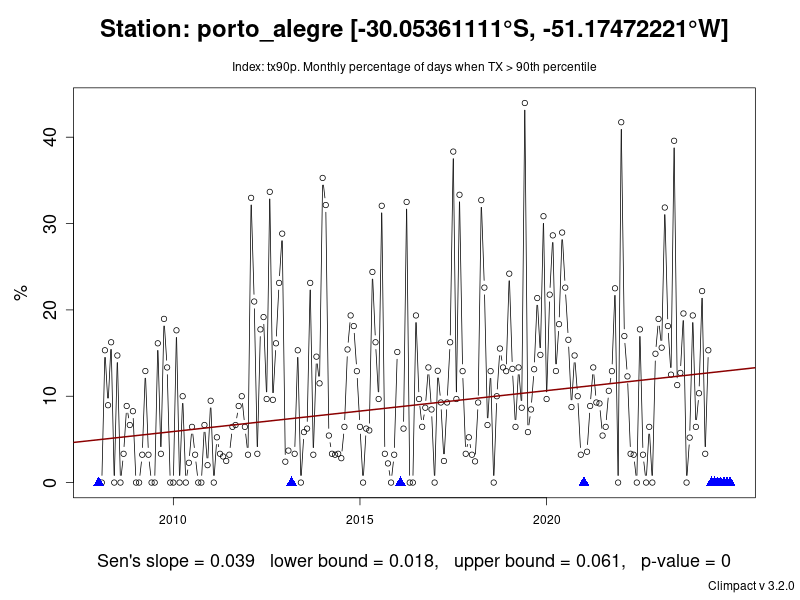 Station: porto_alegre [-30.05361111°S, -51.17472221°W]
Index: tx90p. Monthly percentage of days when TX > 90th percentile
%
40
30
20
10
0
2010 2015 2020
Sen's slope = 0.039 lower bound = 0.018, upper bound = 0.061, p-value = 0
Climpact v 3.2.0